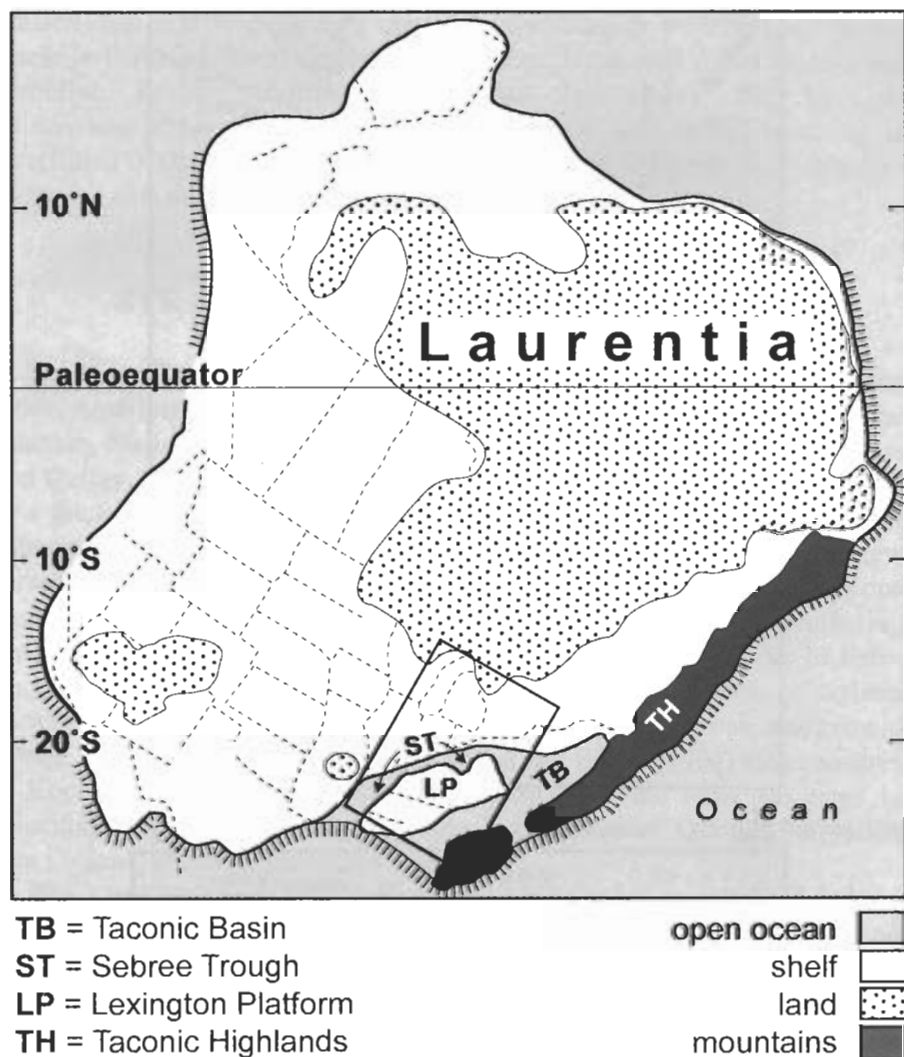 10°N
Laurentia
Paleoequator
10°S
20°S
ST
LP
TB
TH
Ocean
TB = Taconic Basin
ST = Sebree Trough
LP = Lexington Platform
TH = Taconic Highlands
open ocean
shelf
land
mountains